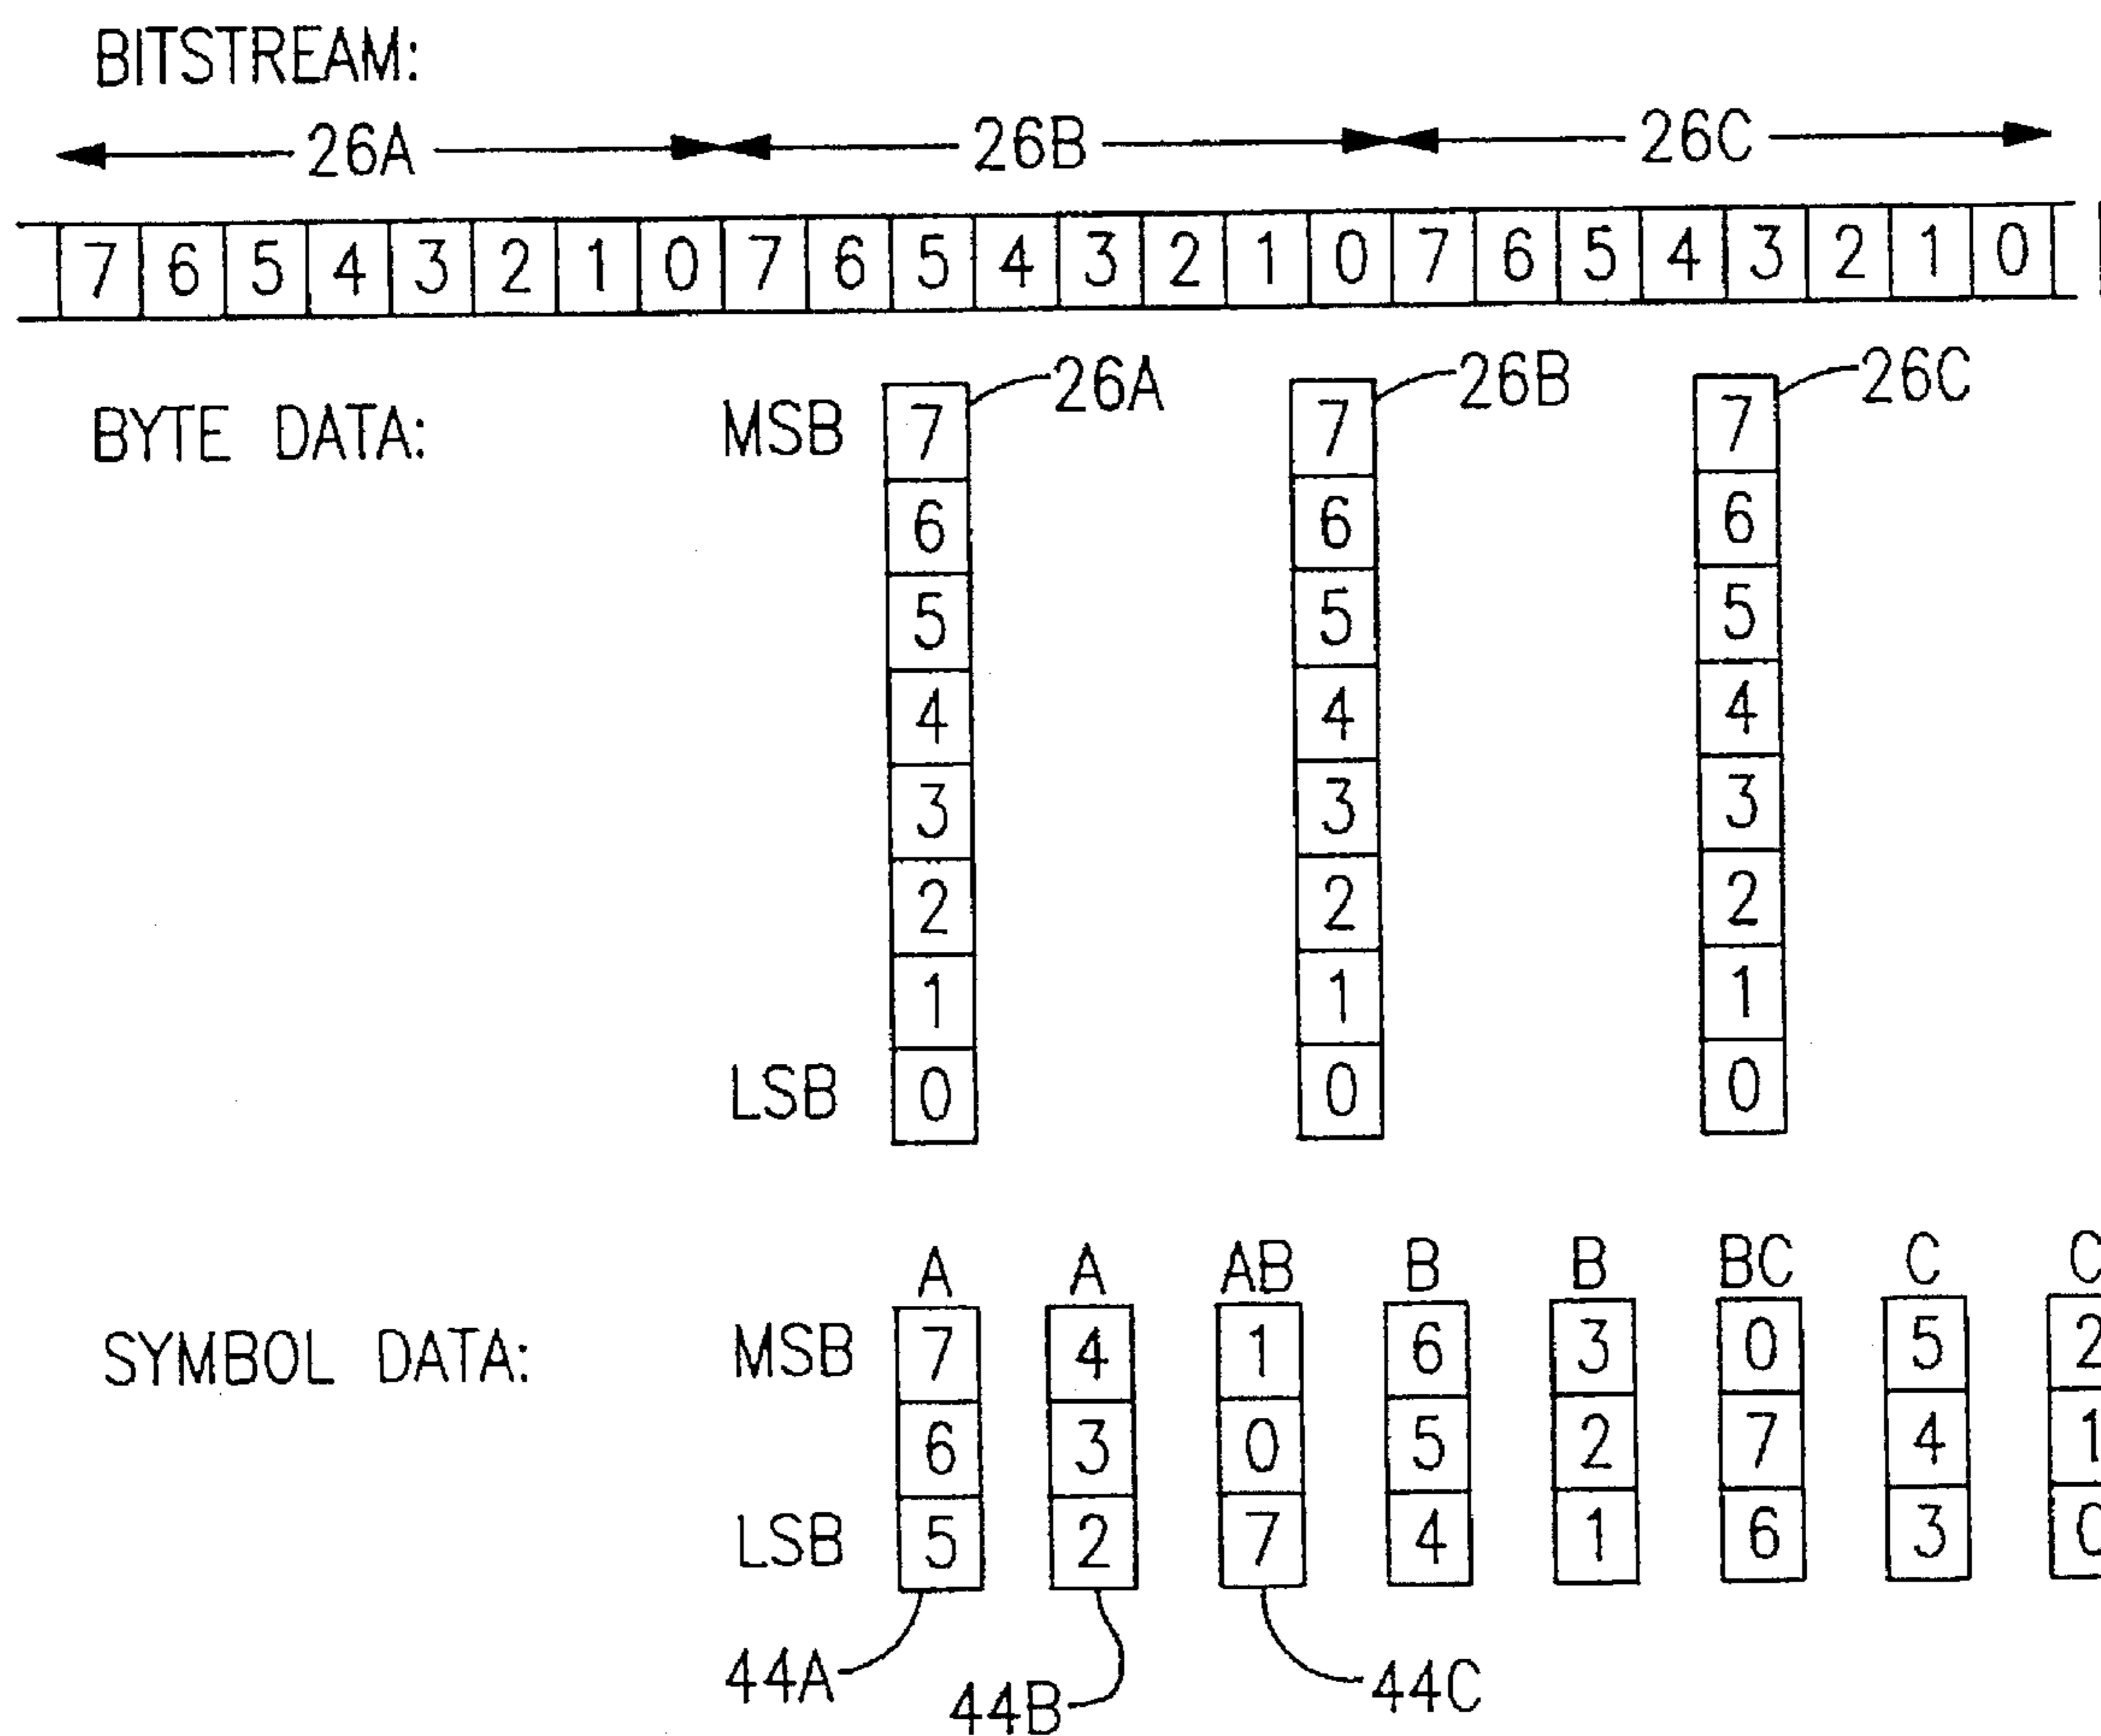 BITSTREAM:
26A 26B 26C
7 6 5 4 3 2 1 0 7 6 5 4 3 2 1 0 7 6 5 4 3 2 1 0
26A 26B 26C
BYTE DATA: MSB 7 7 7
6 6 6
5 5 5
4 4 4
3 3 3
2 2 2
1 1 1
LSB 0 0 0
A A AB B B BC C C
SYMBOL DATA: MSB 7 4 1 6 3 0 5 2
6 3 0 5 2 7 4 1
LSB 5 2 7 4 1 6 3 0
44A 44B 44C